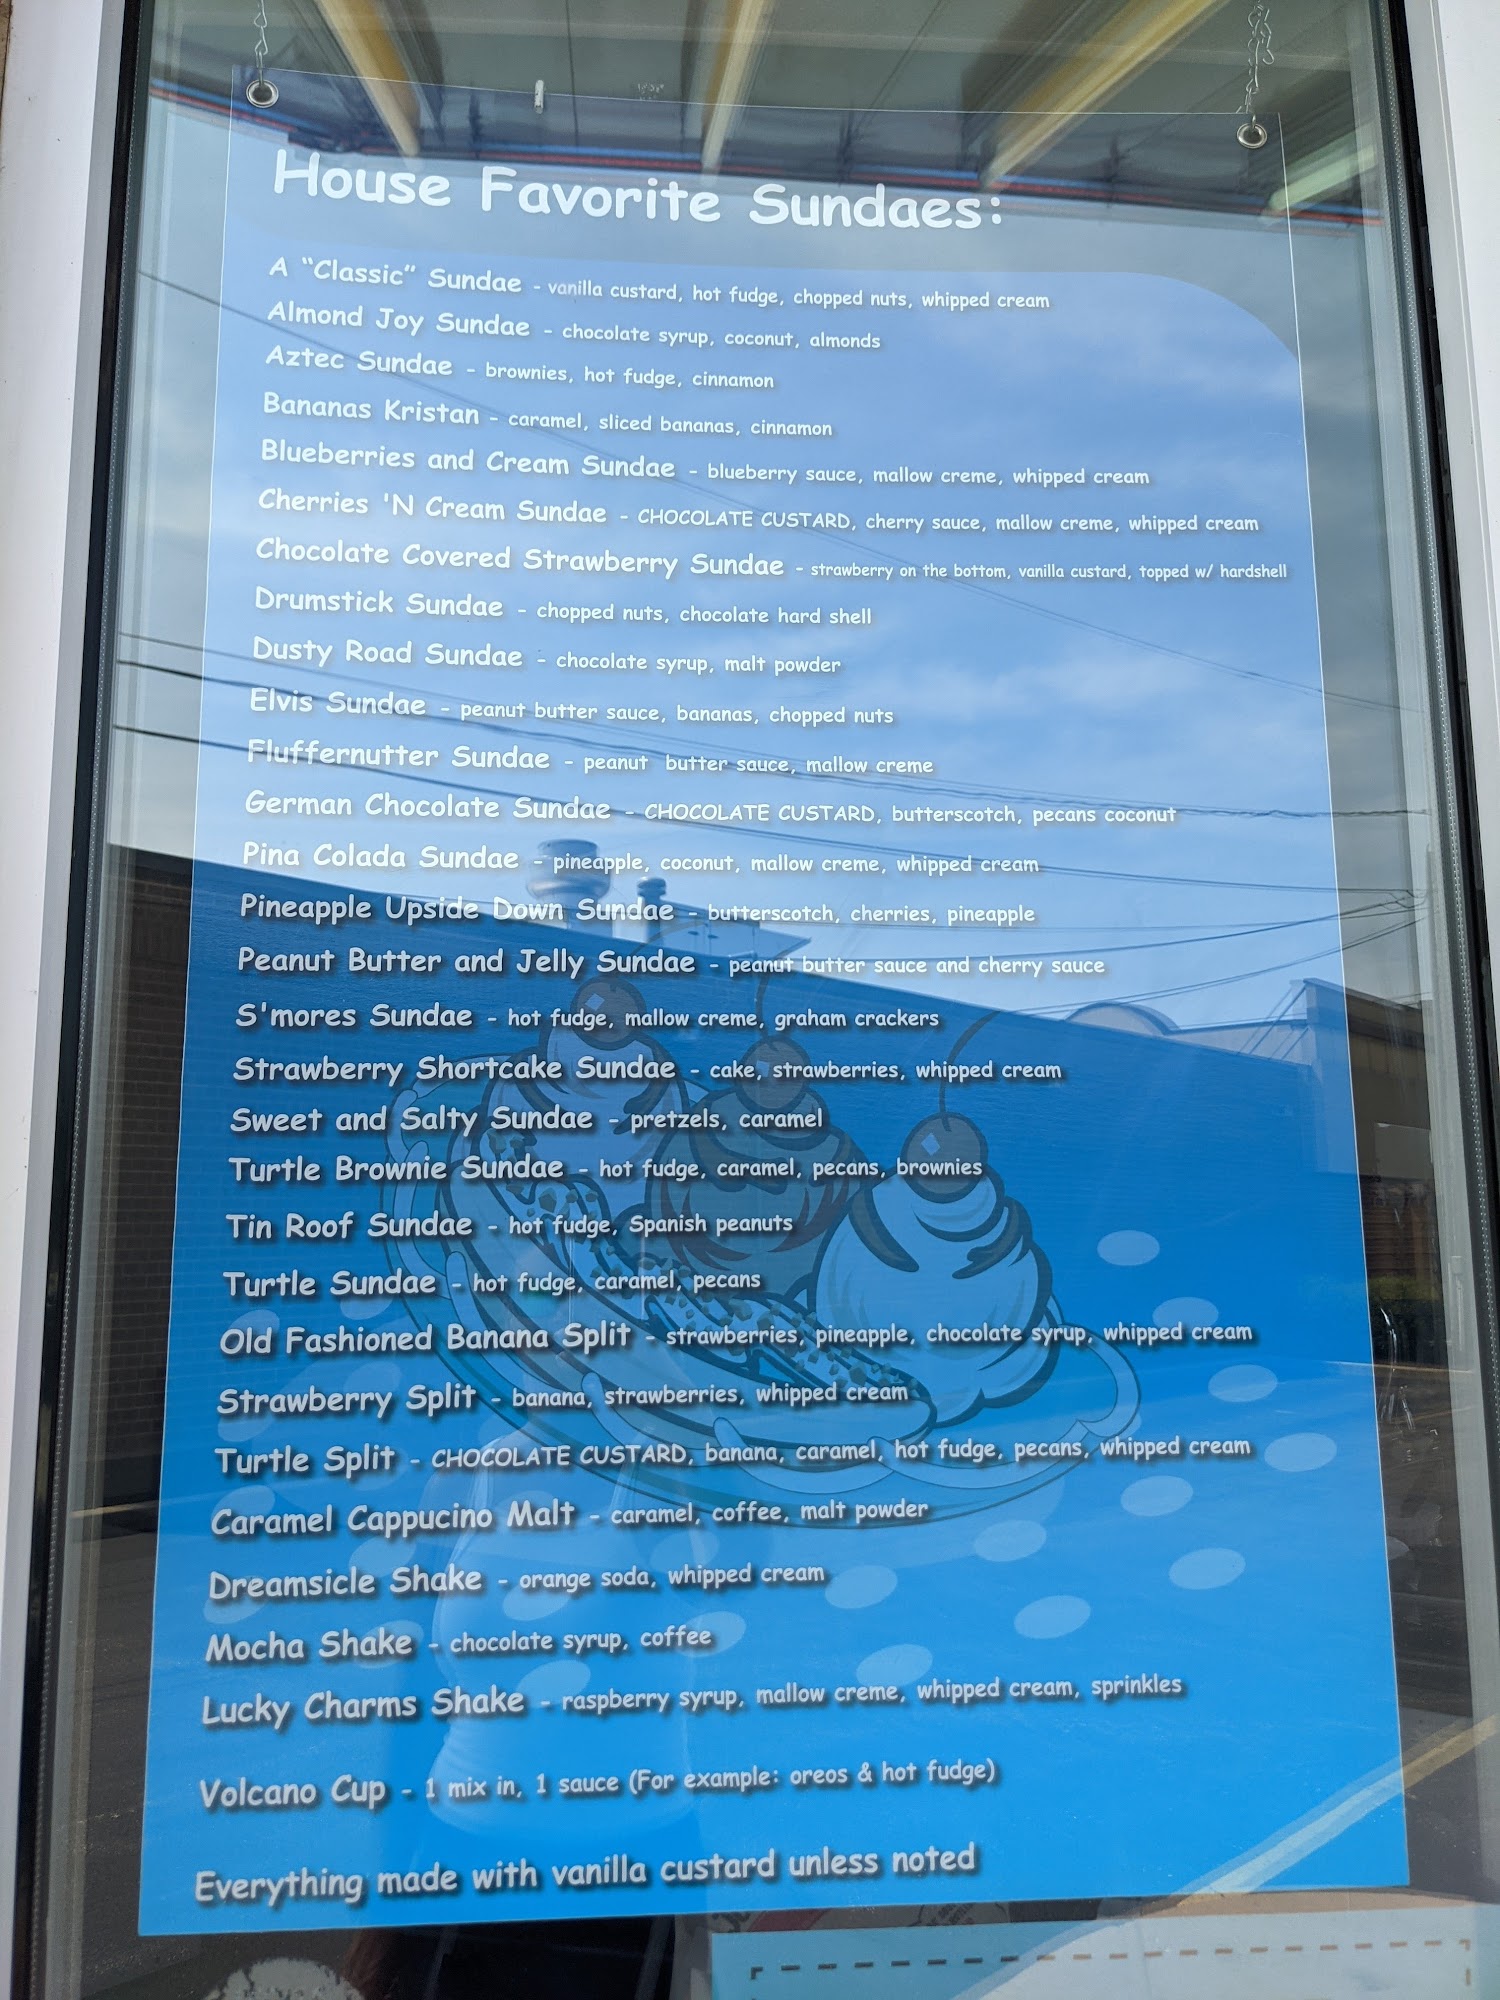 House Favorite Sundaes:
A "Classic" Sundae - vanilla custard, hot fudge, chopped nuts, whipped cream
Almond Joy Sundae - chocolate syrup, coconut, almonds
Aztec Sundae - brownies, hot fudge, cinnamon
Bananas Kristan - caramel, sliced bananas, cinnamon
Blueberries and Cream Sundae - blueberry sauce, mallow creme, whipped cream
Cherries 'N Cream Sundae - CHOCOLATE CUSTARD, cherry sauce, mallow creme, whipped cream
Chocolate Covered Strawberry Sundae - strawberry on the bottom, vanilla custard, topped w/ hardshell
Drumstick Sundae - chopped nuts, chocolate hard shell
Dusty Road Sundae - chocolate syrup, malt powder
Elvis Sundae - peanut butter sauce, bananas, chopped nuts
Fluffernutter Sundae - peanut butter sauce, mallow creme
German Chocolate Sundae - CHOCOLATE CUSTARD, butterscotch, pecans coconut
Pina Colada Sundae - pineapple, coconut, mallow creme, whipped cream
Pineapple Upside Down Sundae - butterscotch, cherries, pineapple
Peanut Butter and Jelly Sundae - peanut butter sauce and cherry sauce
S'mores Sundae - hot fudge, mallow creme, graham crackers
Strawberry Shortcake Sundae - cake, strawberries, whipped cream
Sweet and Salty Sundae - pretzels, caramel
Turtle Brownie Sundae - hot fudge, caramel, pecans, brownies
Tin Roof Sundae - hot fudge, Spanish peanuts
Turtle Sundae - hot fudge, caramel, pecans
Old Fashioned Banana Split - strawberries, pineapple, chocolate syrup, whipped cream
Strawberry Split - banana, strawberries, whipped cream
Turtle Split - CHOCOLATE CUSTARD, banana, caramel, hot fudge, pecans, whipped cream
Caramel Cappucino Malt - caramel, coffee, malt powder
Dreamsicle Shake - orange soda, whipped cream
Mocha Shake - chocolate syrup, coffee
Lucky Charms Shake - raspberry syrup, mallow creme, whipped cream, sprinkles
Volcano Cup - 1 mix in, 1 sauce (For example: oreos & hot fudge)
Everything made with vanilla custard unless noted